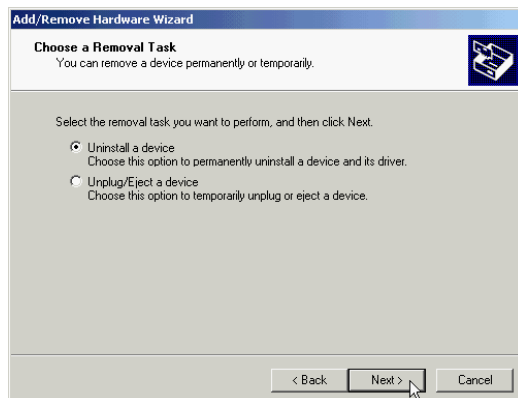 Add/Remove Hardware Wizard
Choose a Removal Task
You can remove a device permanently or temporarily.
Select the removal task you want to perform, and then click Next.
Uninstall a device
Choose this option to permanently uninstall a device and its driver.
Unplug/Eject a device
Choose this option to temporarily unplug or eject a device.
< Back Next > Cancel